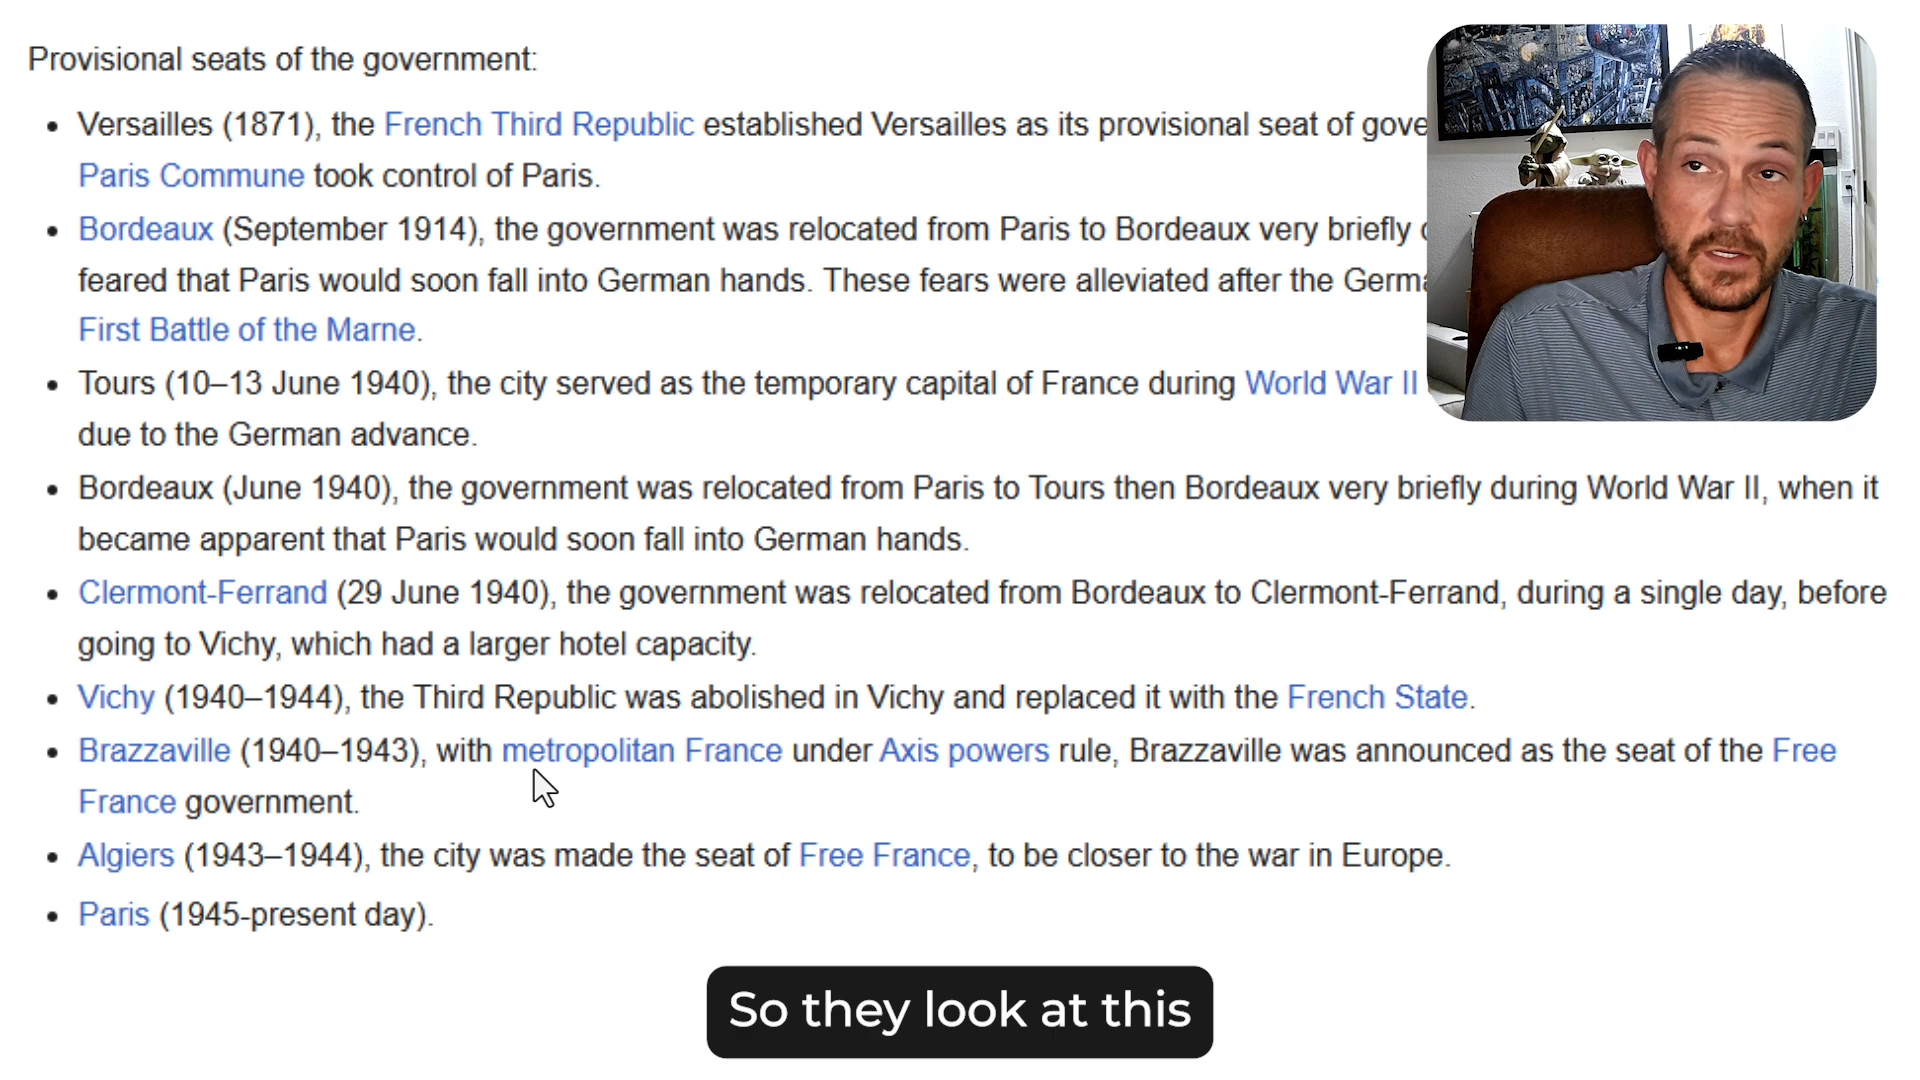 Provisional seats of the government:
• Versailles (1871), the French Third Republic established Versailles as its provisional seat of gove
Paris Commune took control of Paris.
• Bordeaux (September 1914), the government was relocated from Paris to Bordeaux very briefly
feared that Paris would soon fall into German hands. These fears were alleviated after the Germa
First Battle of the Marne.
• Tours (10–13 June 1940), the city served as the temporary capital of France during World War II
due to the German advance.
• Bordeaux (June 1940), the government was relocated from Paris to Tours then Bordeaux very briefly during World War II, when it
became apparent that Paris would soon fall into German hands.
• Clermont-Ferrand (29 June 1940), the government was relocated from Bordeaux to Clermont-Ferrand, during a single day, before
going to Vichy, which had a larger hotel capacity.
• Vichy (1940–1944), the Third Republic was abolished in Vichy and replaced it with the French State.
• Brazzaville (1940–1943), with metropolitan France under Axis powers rule, Brazzaville was announced as the seat of the Free
France government.
• Algiers (1943–1944), the city was made the seat of Free France, to be closer to the war in Europe.
• Paris (1945-present day).
So they look at this